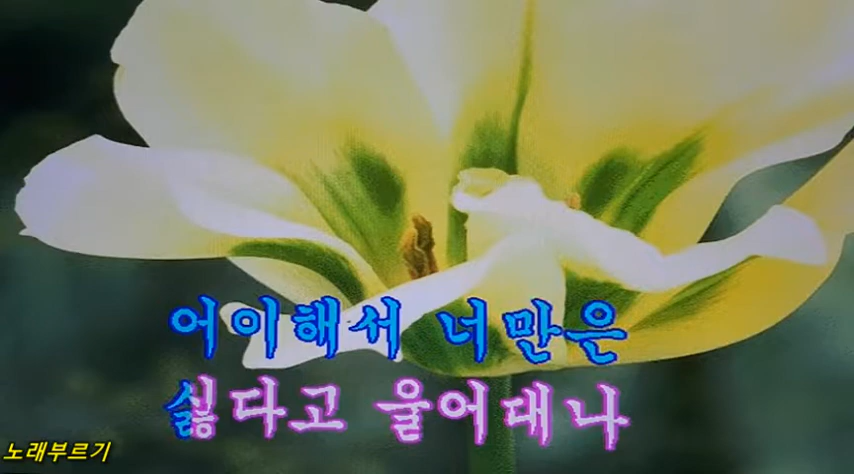 어이해서 너만은
싫다고 울어대나
노래부르기